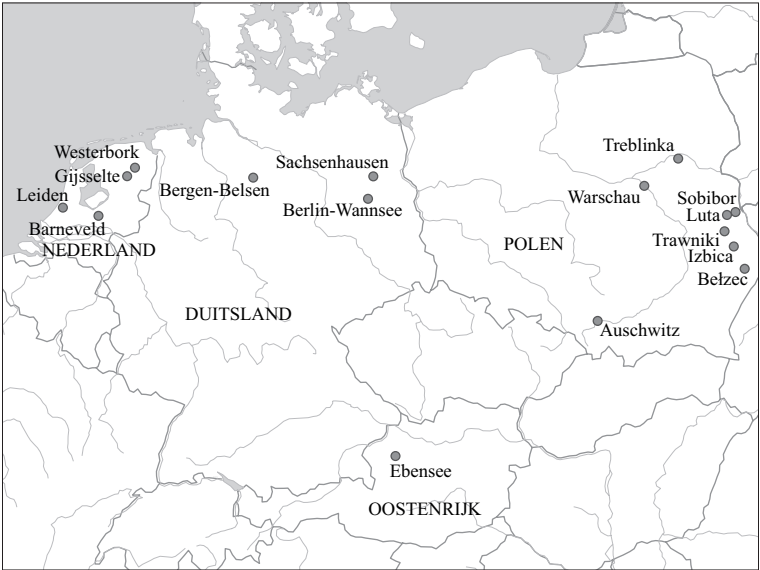 Treblinka
Westerbork
Sachsenhausen
Gijsselte
Bergen-Belsen
Leiden
Warschau
Sobibor
Berlin-Wannsee
Luta
Barneveld
Trawniki
NEDERLAND
POLEN
Izbica
Bełzec
DUITSLAND
Auschwitz
Ebensee
OOSTENRIJK